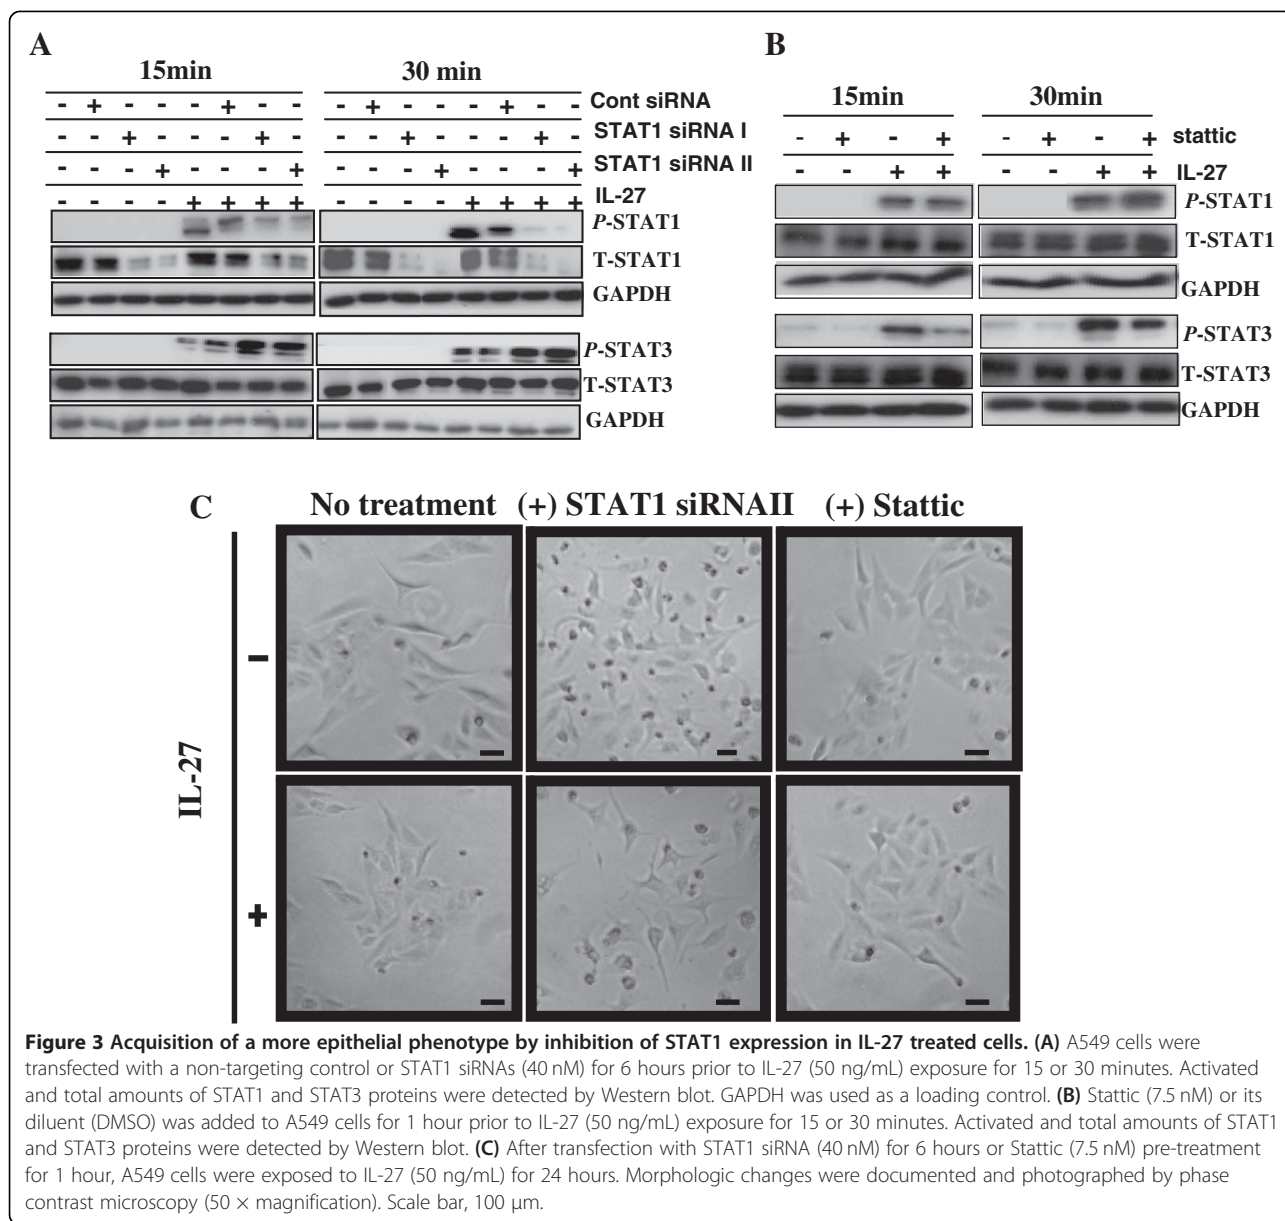 A
15min 30 min
- + - - - + - - - + - - - + - - Cont siRNA
- - + - - - + - - - + - - - + - STAT1 siRNA I
- - - + - - - + - - - + - - - + STAT1 siRNA II
- - - - + + + + - - - - + + + + IL-27
P-STAT1
T-STAT1
GAPDH
P-STAT3
T-STAT3
GAPDH
B
15min 30min
- + - + - + - + stattic
- - + + - - + + IL-27
P-STAT1
T-STAT1
GAPDH
P-STAT3
T-STAT3
GAPDH
C
No treatment (+) STAT1 siRNAII (+) Stattic
-
IL-27
+
Figure 3 Acquisition of a more epithelial phenotype by inhibition of STAT1 expression in IL-27 treated cells. (A) A549 cells were
transfected with a non-targeting control or STAT1 siRNAs (40 nM) for 6 hours prior to IL-27 (50 ng/mL) exposure for 15 or 30 minutes. Activated
and total amounts of STAT1 and STAT3 proteins were detected by Western blot. GAPDH was used as a loading control. (B) Stattic (7.5 nM) or its
diluent (DMSO) was added to A549 cells for 1 hour prior to IL-27 (50 ng/mL) exposure for 15 or 30 minutes. Activated and total amounts of STAT1
and STAT3 proteins were detected by Western blot. (C) After transfection with STAT1 siRNA (40 nM) for 6 hours or Stattic (7.5 nM) pre-treatment
for 1 hour, A549 cells were exposed to IL-27 (50 ng/mL) for 24 hours. Morphologic changes were documented and photographed by phase
contrast microscopy (50 × magnification). Scale bar, 100 μm.